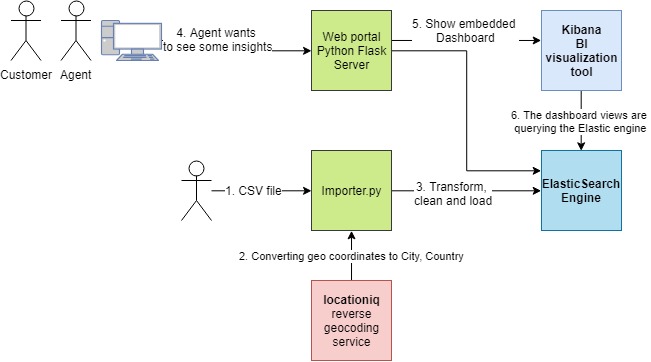 4. Agent wants
to see some insights
5. Show embedded
Dashboard
Web portal
Python Flask
Server
Kibana
BI
visualization
tool
Customer
Agent
6. The dashboard views are
querying the Elastic engine
1. CSV file
Importer.py
3. Transform,
clean and load
ElasticSearch
Engine
2. Converting geo coordinates to City, Country
locationiq
reverse
geocoding
service